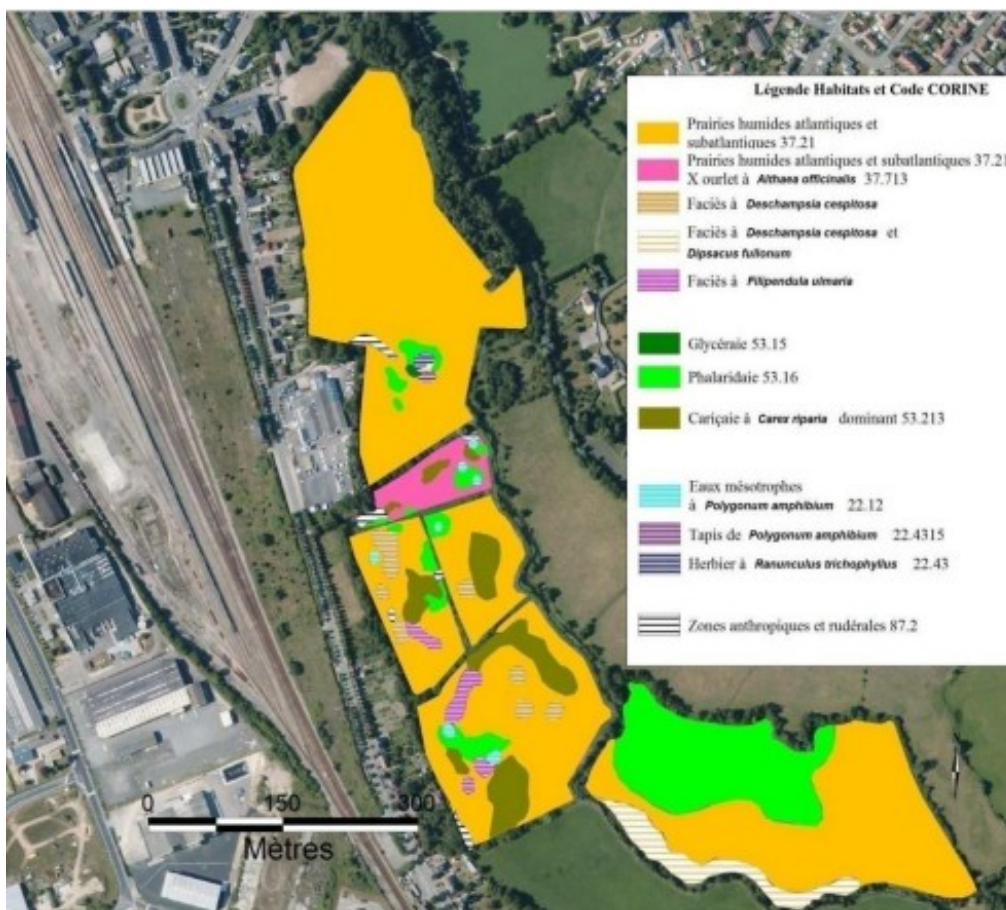 Légende Habitats et Code CORINE
Prairies humides atlantiques et
subatlantiques 37.21
Prairies humides atlantiques et subatlantiques 37.21
X ourlet à Althaea officinalis 37.713
Faciès à Deschampsia cespitosa
Faciès à Deschampsia cespitosa et
Dipsacus fullonum
Faciès à Filipendula ulmaria
Glycéraie 53.15
Phalaridaie 53.16
Cariçaie à Carex riparia dominant 53.213
Eaux mésotrophes
à Polygonum amphibium 22.12
Tapis de Polygonum amphibium 22.4315
Herbier à Ranunculus trichophyllus 22.43
Zones anthropiques et rudérales 87.2
0 150 300
Mètres